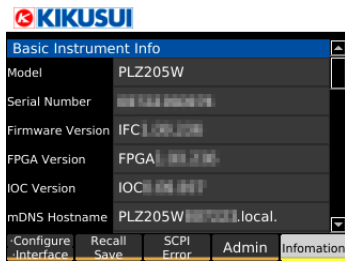 KIKUSUI
Basic Instrument Info
Model PLZ205W
Serial Number
Firmware Version IFC
FPGA Version FPGA
IOC Version IOC
mDNS Hostname PLZ205W .local.
·Configure Recall SCPI Admin Infomation
·Interface Save Error